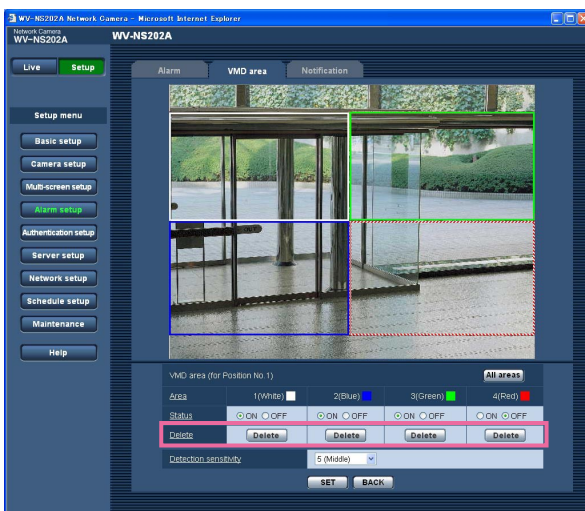 WV-NS202A Network Camera - Microsoft Internet Explorer
Network Camera
WV-NS202A
WV-NS202A
Live Setup
Alarm VMD area Notification
Setup menu
Basic setup
Camera setup
Multi-screen setup
Alarm setup
Authentication setup
Server setup
Network setup
Schedule setup
Maintenance
Help
VMD area (for Position No.1) All areas
Area 1(White) 2(Blue) 3(Green) 4(Red)
Status ON OFF ON OFF ON OFF ON OFF
Delete Delete Delete Delete Delete
Detection sensitivity 5 (Middle)
SET BACK